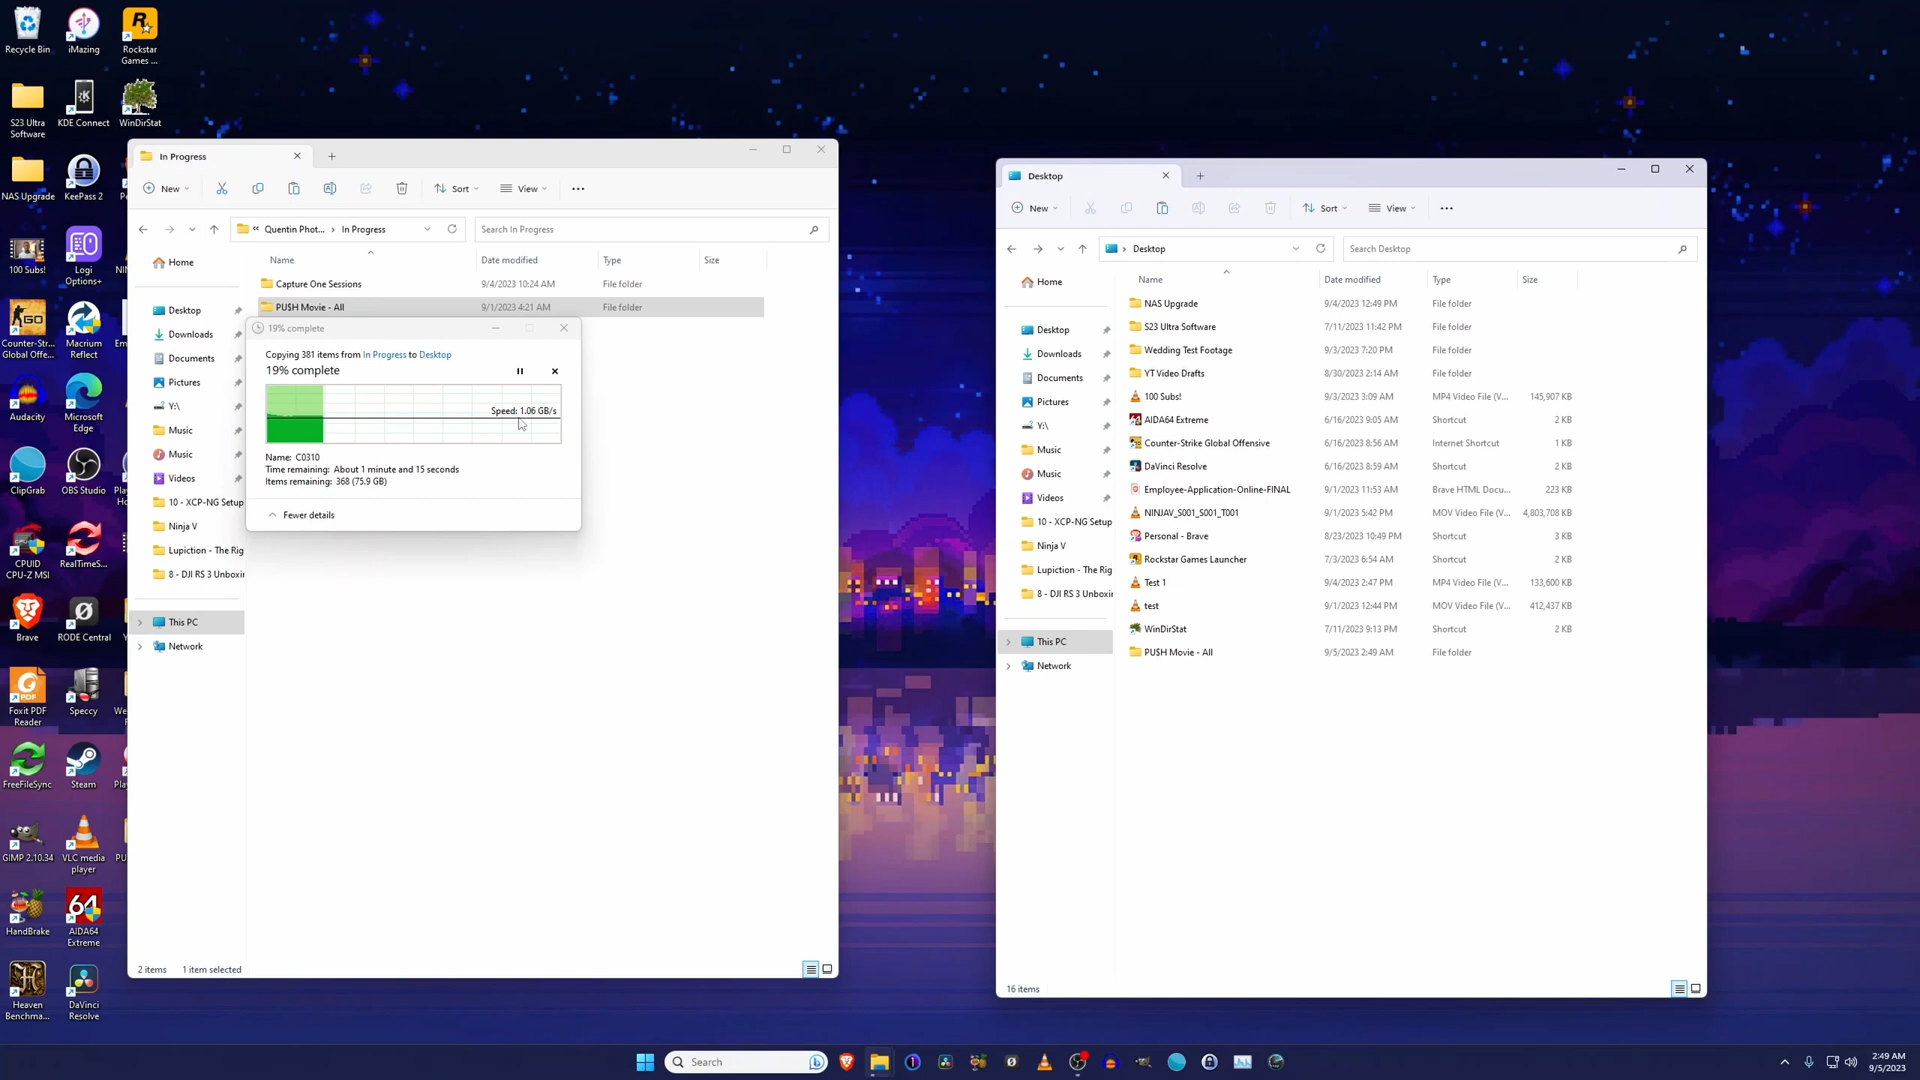 Recycle Bin
iMazing
Rockstar
Games ...
S23 Ultra
Software
KDE Connect
WinDirStat
NAS Upgrade
KeePass 2
100 Subs!
Logi
Options+
Counter-Str...
Global Offe...
Macrium
Reflect
Audacity
Microsoft
Edge
ClipGrab
OBS Studio
CPUID
CPU-Z MSI
RealTimeS...
Brave
RODE Central
Foxit PDF
Reader
Speccy
FreeFileSync
Steam
GIMP 2.10.34
VLC media
player
HandBrake
AIDA64
Extreme
Heaven
Benchma...
DaVinci
Resolve
In Progress
New
Sort
View
Quentin Phot...
In Progress
Search In Progress
Name
Date modified
Type
Size
Home
Desktop
Downloads
Documents
Pictures
Y:\
Music
Music
Videos
10 - XCP-NG Setup
Ninja V
Lupiction - The Rig
8 - DJI RS 3 Unboxir
This PC
Network
Capture One Sessions
9/4/2023 10:24 AM
File folder
PU$H Movie - All
9/1/2023 4:21 AM
File folder
19% complete
Copying 381 items from In Progress to Desktop
19% complete
Speed: 1.06 GB/s
Name: C0310
Time remaining: About 1 minute and 15 seconds
Items remaining: 368 (75.9 GB)
Fewer details
2 items
1 item selected
Desktop
New
Sort
View
Desktop
Search Desktop
Name
Date modified
Type
Size
Home
Desktop
Downloads
Documents
Pictures
Y:\
Music
Music
Videos
10 - XCP-NG Setup
Ninja V
Lupiction - The Rig
8 - DJI RS 3 Unboxir
This PC
Network
NAS Upgrade 9/4/2023 12:49 PM File folder
S23 Ultra Software 7/11/2023 11:42 PM File folder
Wedding Test Footage 9/3/2023 7:20 PM File folder
YT Video Drafts 8/30/2023 2:14 AM File folder
100 Subs! 9/3/2023 3:09 AM MP4 Video File (V... 145,907 KB
AIDA64 Extreme 6/16/2023 9:05 AM Shortcut 2 KB
Counter-Strike Global Offensive 6/16/2023 8:56 AM Internet Shortcut 1 KB
DaVinci Resolve 6/16/2023 8:59 AM Shortcut 2 KB
Employee-Application-Online-FINAL 9/1/2023 11:53 AM Brave HTML Docu... 223 KB
NINJAV_S001_S001_T001 9/1/2023 5:42 PM MOV Video File (V... 4,803,708 KB
Personal - Brave 8/23/2023 10:49 PM Shortcut 3 KB
Rockstar Games Launcher 7/3/2023 6:54 AM Shortcut 2 KB
Test 1 9/4/2023 2:47 PM MP4 Video File (V... 133,600 KB
test 9/1/2023 12:44 PM MOV Video File (V... 412,437 KB
WinDirStat 7/11/2023 9:13 PM Shortcut 2 KB
PU$H Movie - All 9/5/2023 2:49 AM File folder
16 items
Search
2:49 AM
9/5/2023